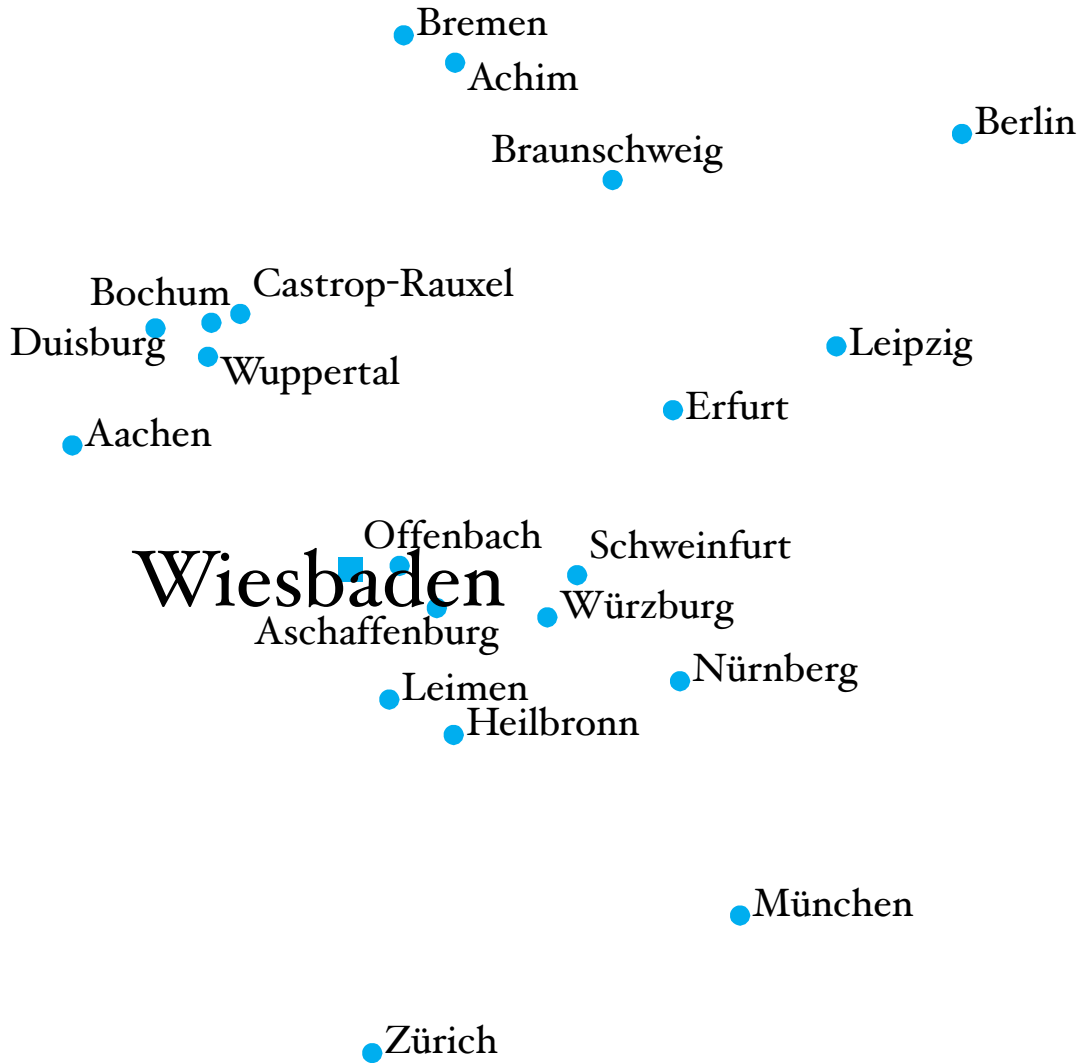 Bremen
Achim
Berlin
Braunschweig
Castrop-Rauxel
Bochum
Duisburg
Leipzig
Wuppertal
Erfurt
Aachen
Offenbach
Schweinfurt
Wiesbaden
Würzburg
Aschaffenburg
Nürnberg
Leimen
Heilbronn
München
Zürich